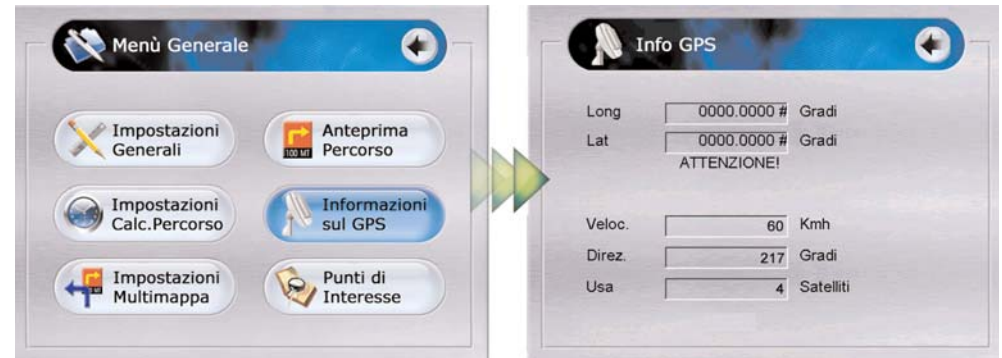 Menù Generale
Impostazioni
Generali
Anteprima
Percorso
100 MT
Impostazioni
Calc.Percorso
Informazioni
sul GPS
Impostazioni
Multimappa
Punti di
Interesse
Info GPS
Long 0000.0000 # Gradi
Lat 0000.0000 # Gradi
ATTENZIONE!
Veloc. 60 Kmh
Direz. 217 Gradi
Usa 4 Satelliti